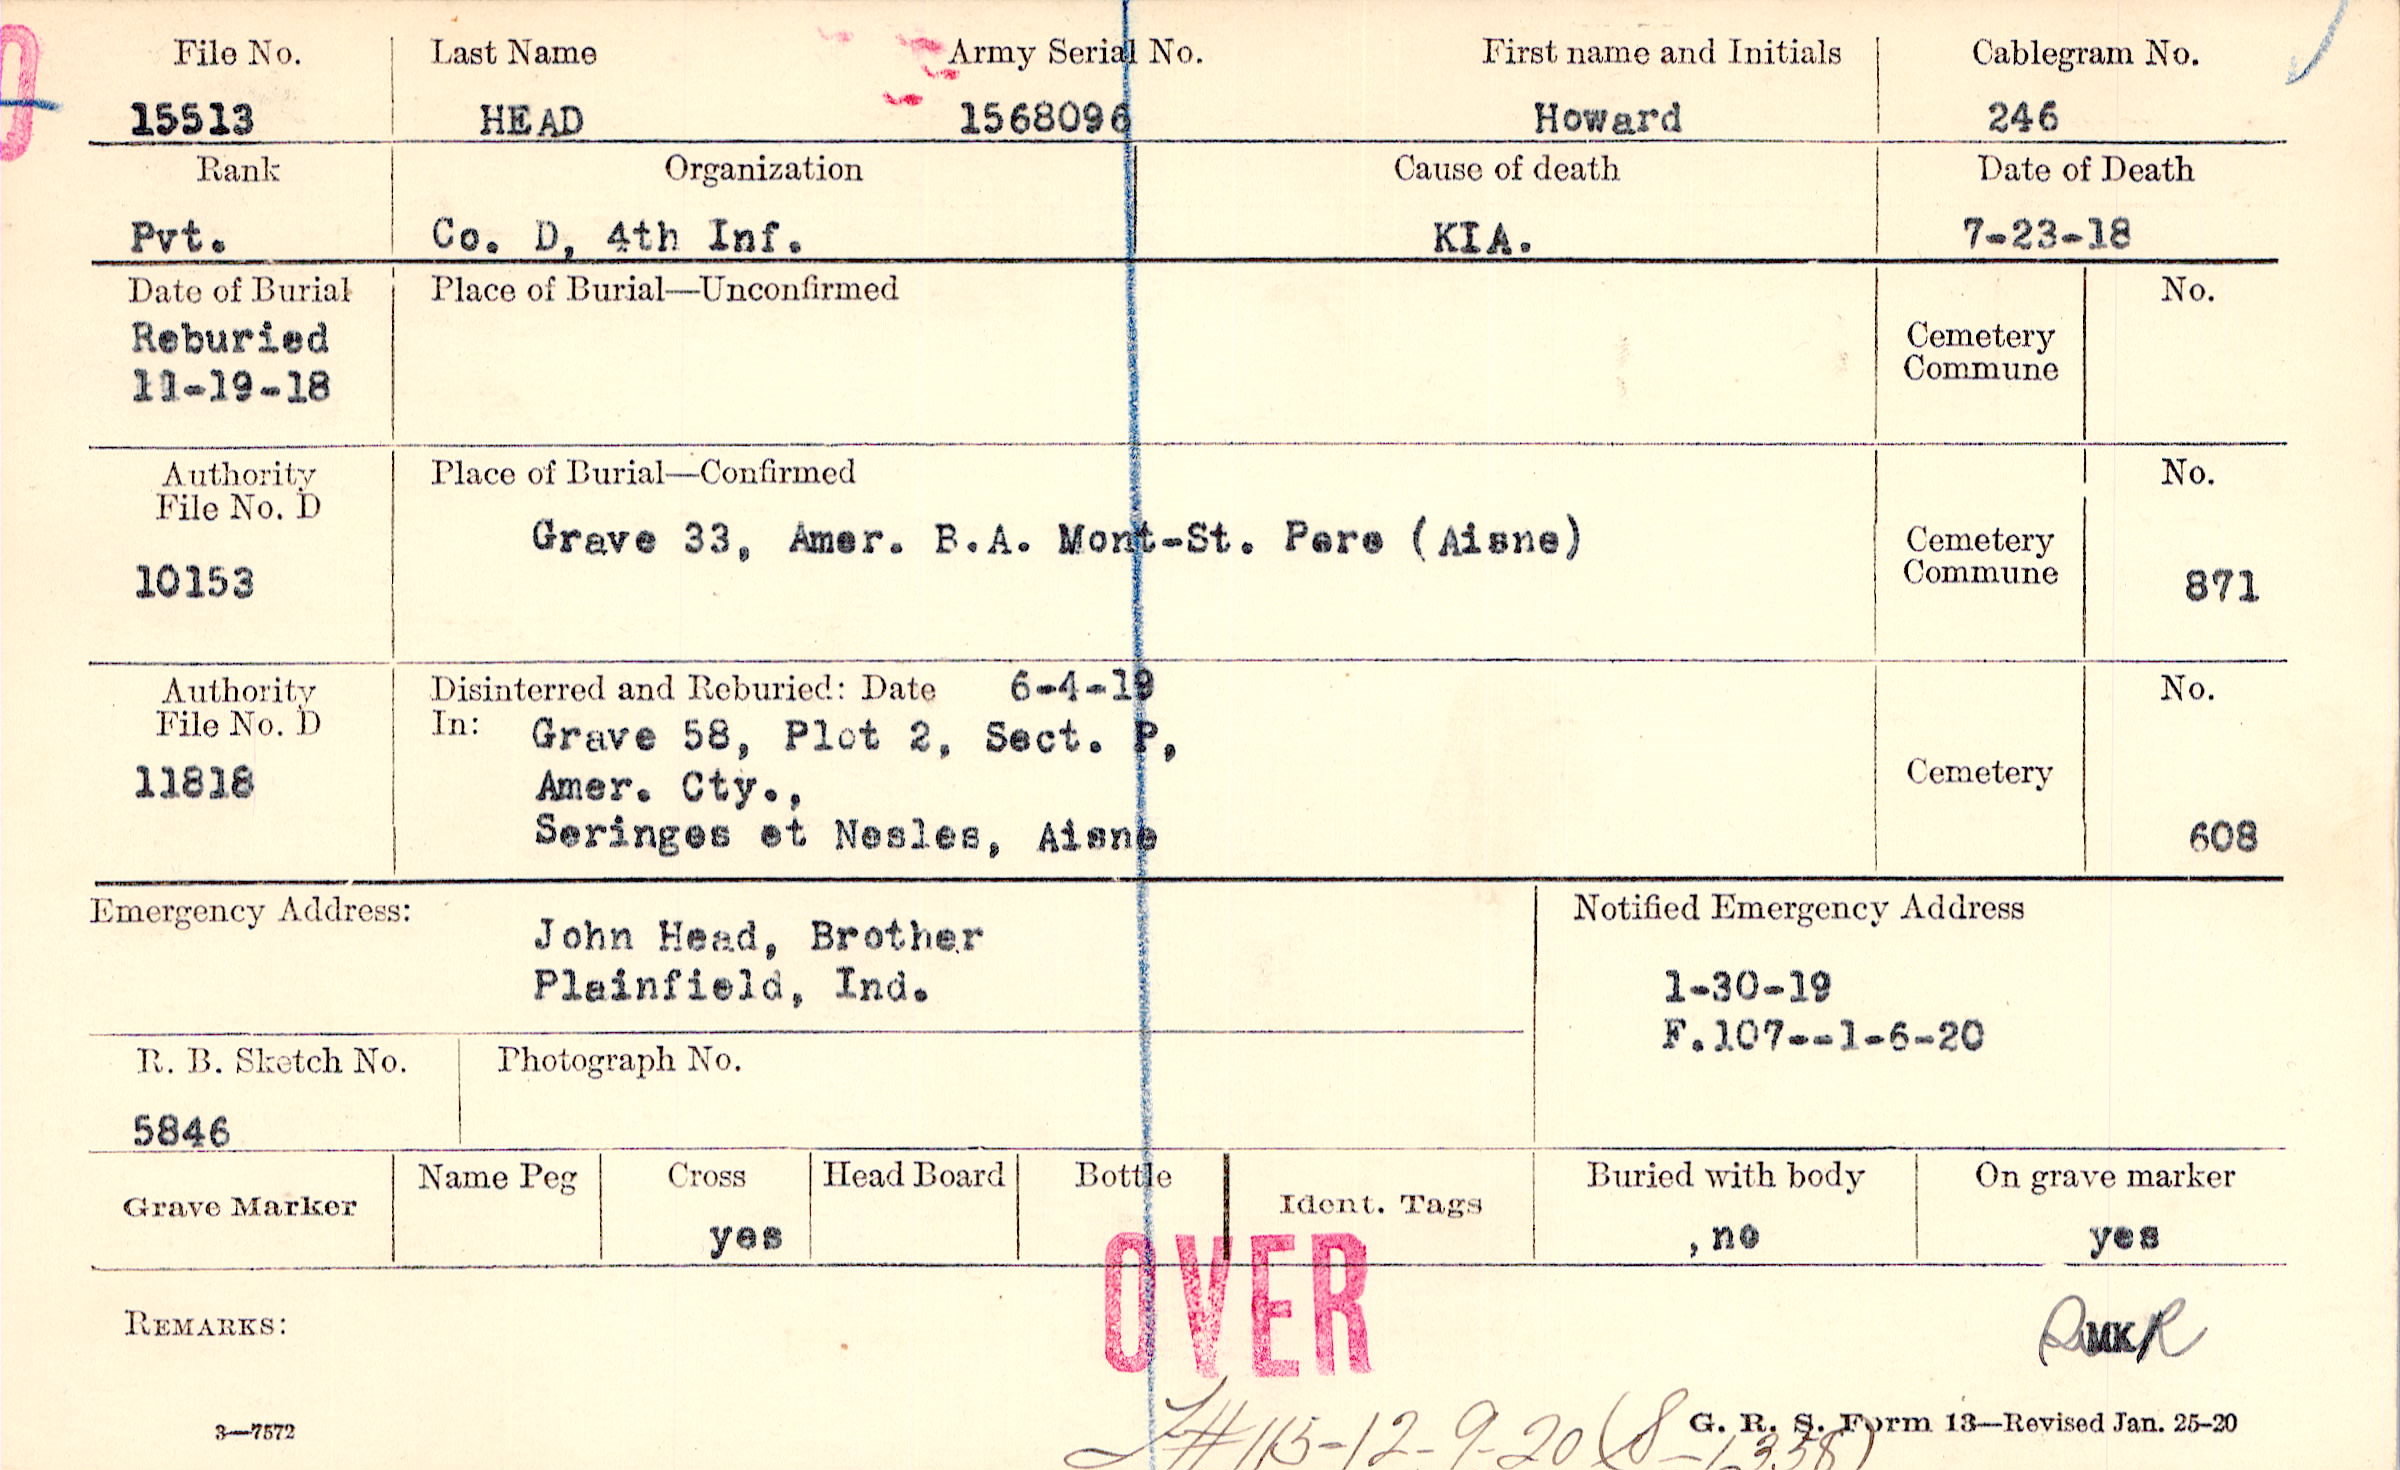 File No. Last Name Army Serial No. First name and Initials Cablegram No.
15513 HEAD 1568096 Howard 246
Rank Organization Cause of death Date of Death
Pvt. Co. D, 4th Inf. KIA. 7-23-18
Date of Burial Place of Burial—Unconfirmed No.
Reburied
11-19-18
Cemetery
Commune
Authority
File No. D
Place of Burial—Confirmed No.
Grave 33, Amer. B.A. Mont-St. Pere (Aisne)
Cemetery
Commune
10153 871
Authority
File No. D
Disinterred and Reburied: Date 6-4-19 No.
In: Grave 58, Plot 2, Sect. P,
11818 Amer. Cty., Cemetery
Seringes et Nesles, Aisne 608
Emergency Address: Notified Emergency Address
John Head, Brother
Plainfield, Ind.
1-30-19
F.107--1-6-20
R. B. Sketch No. Photograph No.
5846
Grave Marker Name Peg Cross Head Board Bottle Ident. Tags Buried with body On grave marker
yes , no yes
OVER
REMARKS:
MK
3—7572 G. R. S. Form 13—Revised Jan. 25-20
#115-12-9-20